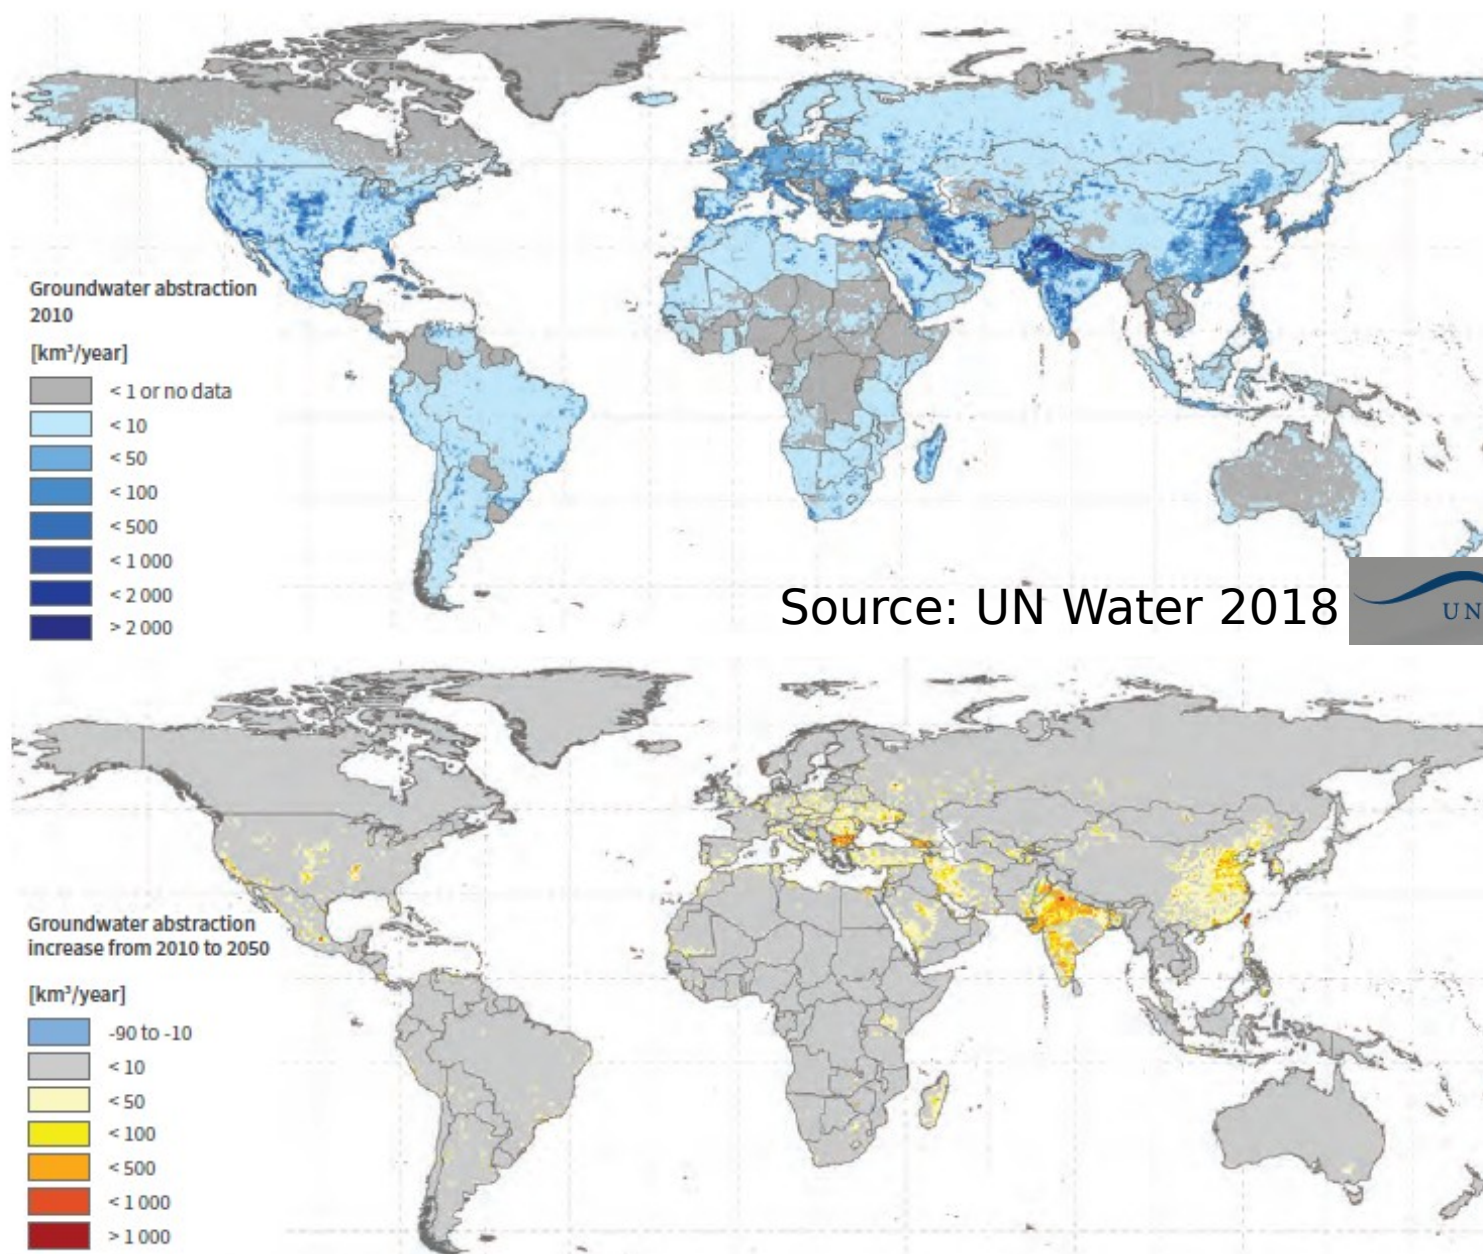 Groundwater abstraction
2010
[km³/year]
< 1 or no data
< 10
< 50
< 100
< 500
< 1 000
< 2 000
> 2 000
Source: UN Water 2018
UN
Groundwater abstraction
increase from 2010 to 2050
[km³/year]
-90 to -10
< 10
< 50
< 100
< 500
< 1 000
> 1 000